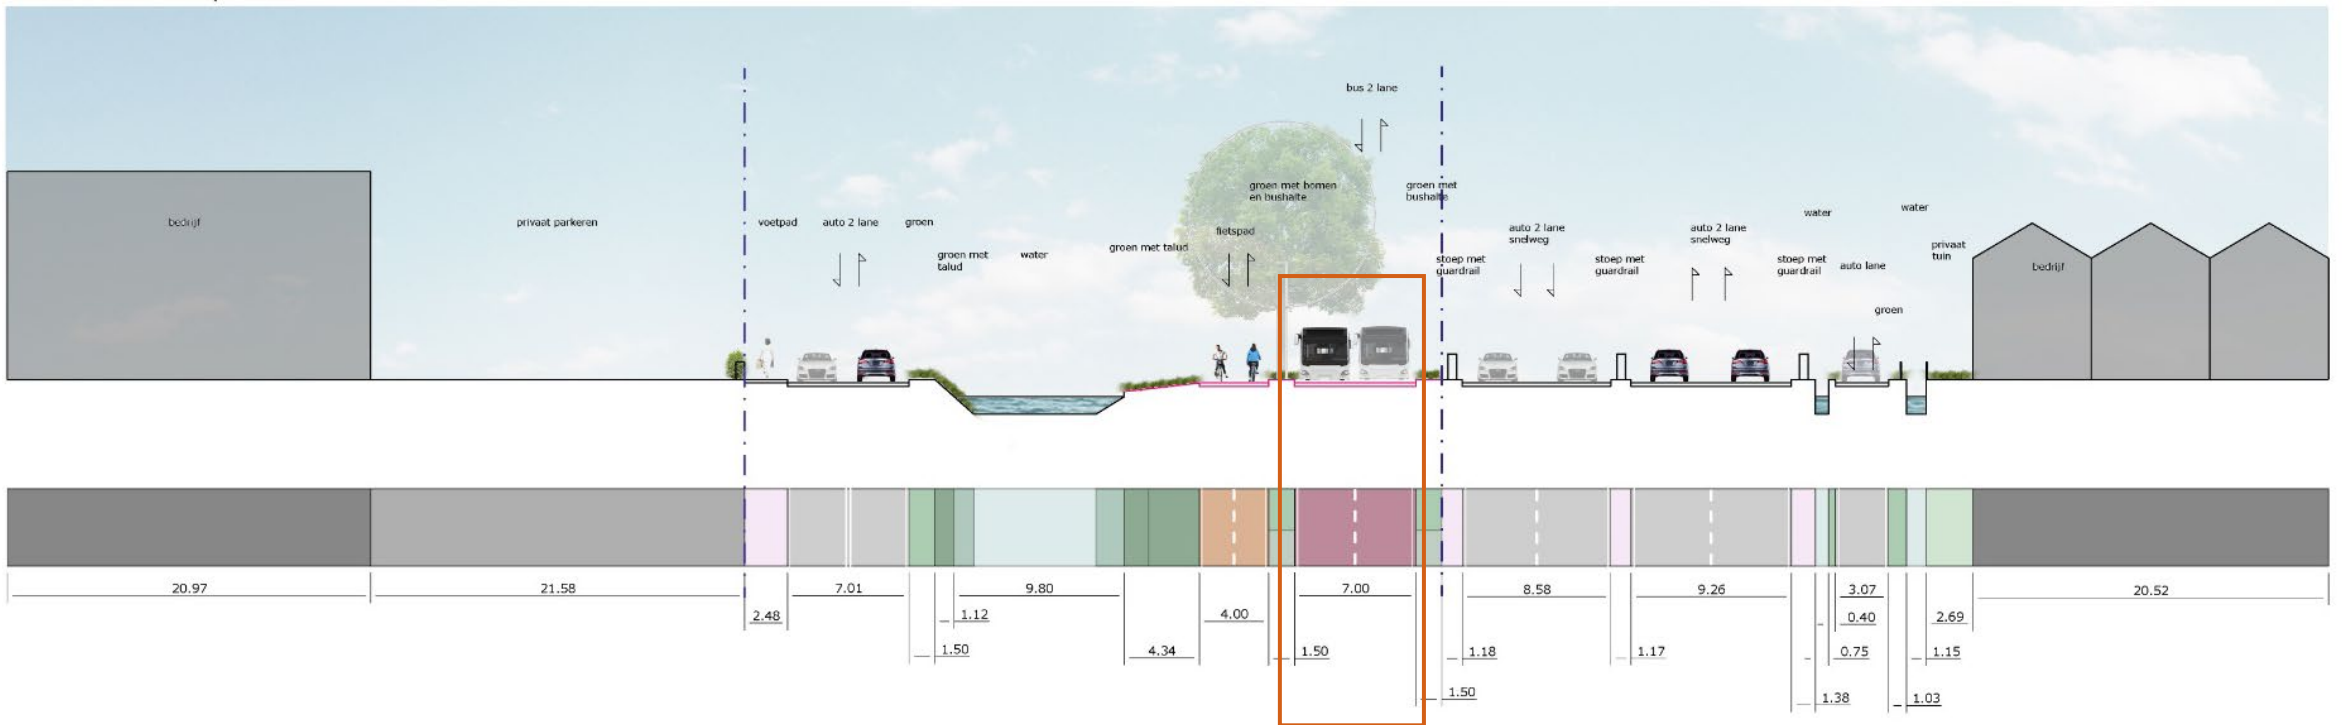 bus 2 lane
groen met bomen
en bushalte
groen met
bushalte
bedrijf
privaat parkeren
voetpad
auto 2 lane
groen
fietspad
groen met
talud
water
groen met talud
stoep met
guardrail
auto 2 lane
snelweg
stoep met
guardrail
auto 2 lane
snelweg
stoep met
guardrail
water
auto lane
groen
water
privaat
tuin
bedrijf
20.97
21.58
2.48
7.01
1.50
1.12
9.80
4.34
4.00
1.50
7.00
1.50
1.18
8.58
1.17
9.26
1.38
0.75
0.40
3.07
1.03
1.15
2.69
20.52